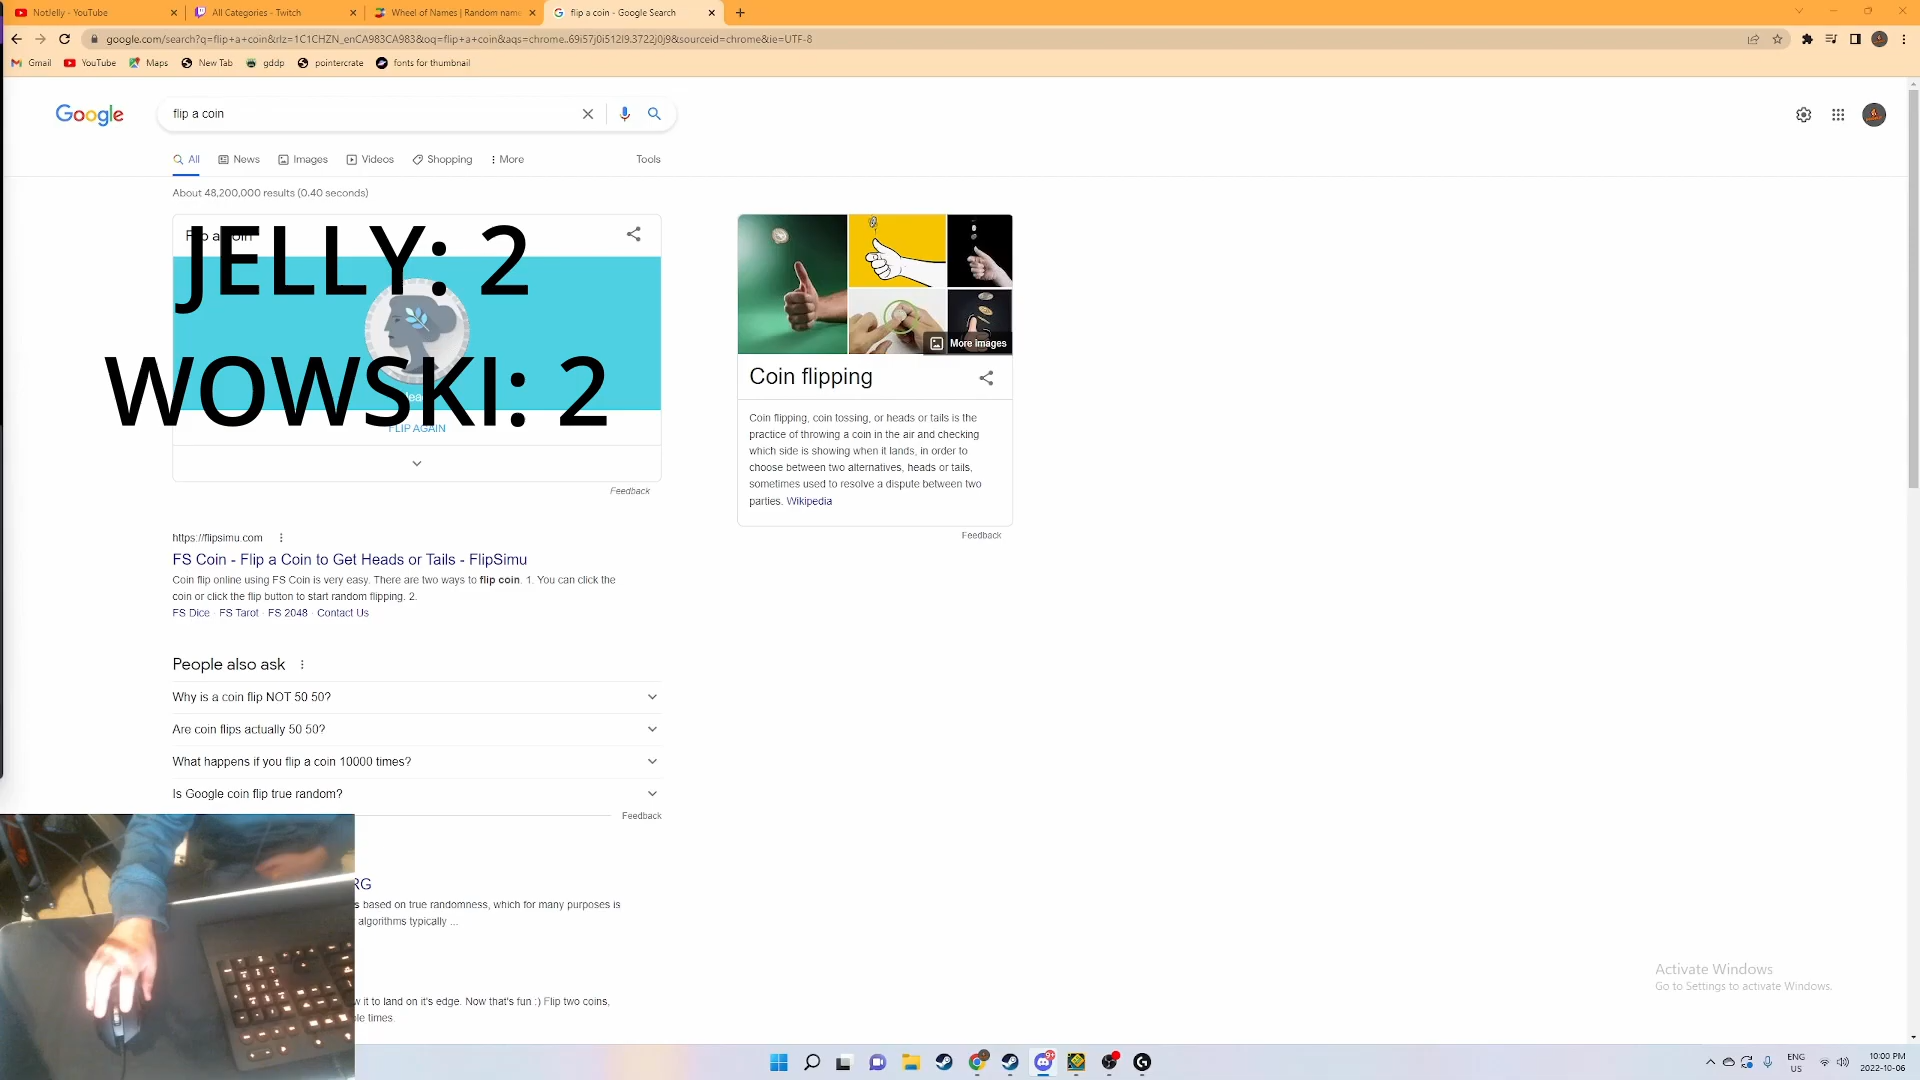 NotJelly - YouTube
All Categories - Twitch
Wheel of Names | Random name
flip a coin - Google Search
google.com/search?q=flip+a+coin&rlz=1C1CHZN_enCA983CA983&oq=flip+a+coin&aqs=chrome..69i57j0i512l9.3722j0j9&sourceid=chrome&ie=UTF-8
Gmail
YouTube
Maps
New Tab
gddp
pointercrate
fonts for thumbnail
Google
flip a coin
All
News
Images
Videos
Shopping
More
Tools
About 48,200,000 results (0.40 seconds)
JELLY: 2
WOWSKI: 2
FLIP AGAIN
Feedback
More images
Coin flipping
Coin flipping, coin tossing, or heads or tails is the
practice of throwing a coin in the air and checking
which side is showing when it lands, in order to
choose between two alternatives, heads or tails,
sometimes used to resolve a dispute between two
parties. Wikipedia
Feedback
https://flipsimu.com
FS Coin - Flip a Coin to Get Heads or Tails - FlipSimu
Coin flip online using FS Coin is very easy. There are two ways to flip coin. 1. You can click the
coin or click the flip button to start random flipping. 2.
FS Dice · FS Tarot · FS 2048 · Contact Us
People also ask
Why is a coin flip NOT 50 50?
Are coin flips actually 50 50?
What happens if you flip a coin 10000 times?
Is Google coin flip true random?
Feedback
RG
s based on true randomness, which for many purposes is
algorithms typically ...
w it to land on it's edge. Now that's fun :) Flip two coins,
le times.
Activate Windows
Go to Settings to activate Windows.
ENG
US
10:00 PM
2022-10-06